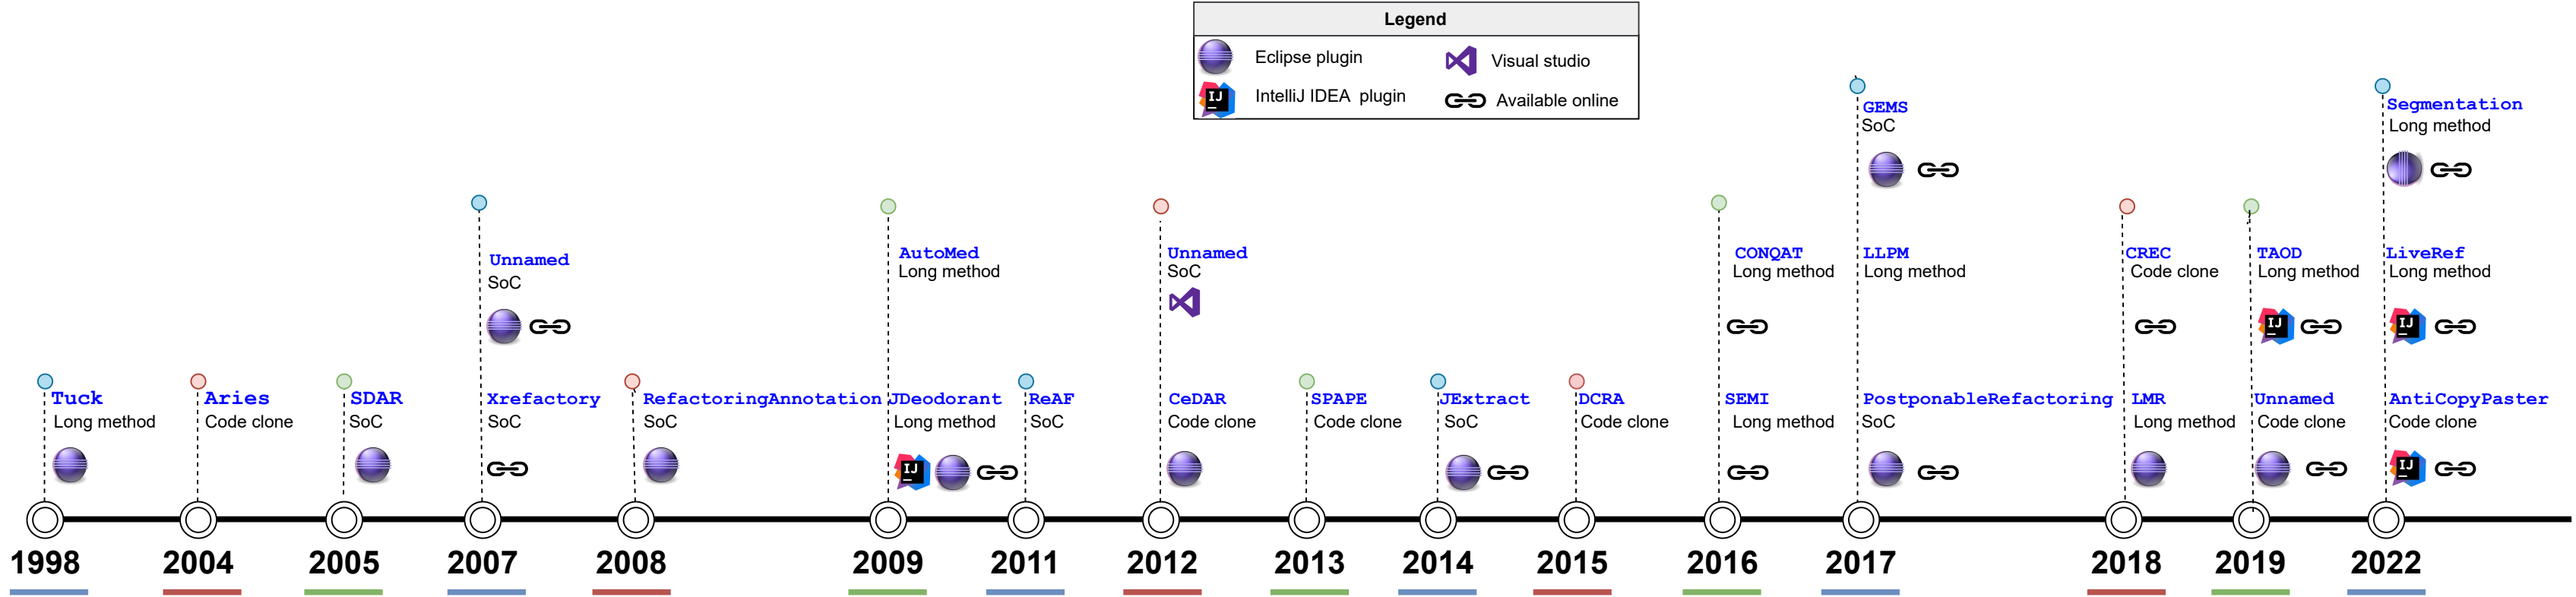 Legend
Eclipse plugin
Visual studio
IJ
IntelliJ IDEA plugin
Available online
Tuck
Long method
1998
Aries
Code clone
2004
SDAR
SoC
2005
Unnamed
SoC
Xrefactory
SoC
2007
RefactoringAnnotation
SoC
2008
AutoMed
Long method
JDeodorant
Long method
IJ
2009
ReAF
SoC
2011
Unnamed
SoC
CeDAR
Code clone
2012
SPAPE
Code clone
2013
JExtract
SoC
2014
DCRA
Code clone
2015
CONQAT
Long method
SEMI
Long method
2016
GEMS
SoC
LLPM
Long method
PostponableRefactoring
SoC
2017
CREC
Code clone
LMR
Long method
2018
TAOD
Long method
IJ
Unnamed
Code clone
2019
Segmentation
Long method
LiveRef
Long method
IJ
AntiCopyPaster
Code clone
IJ
2022